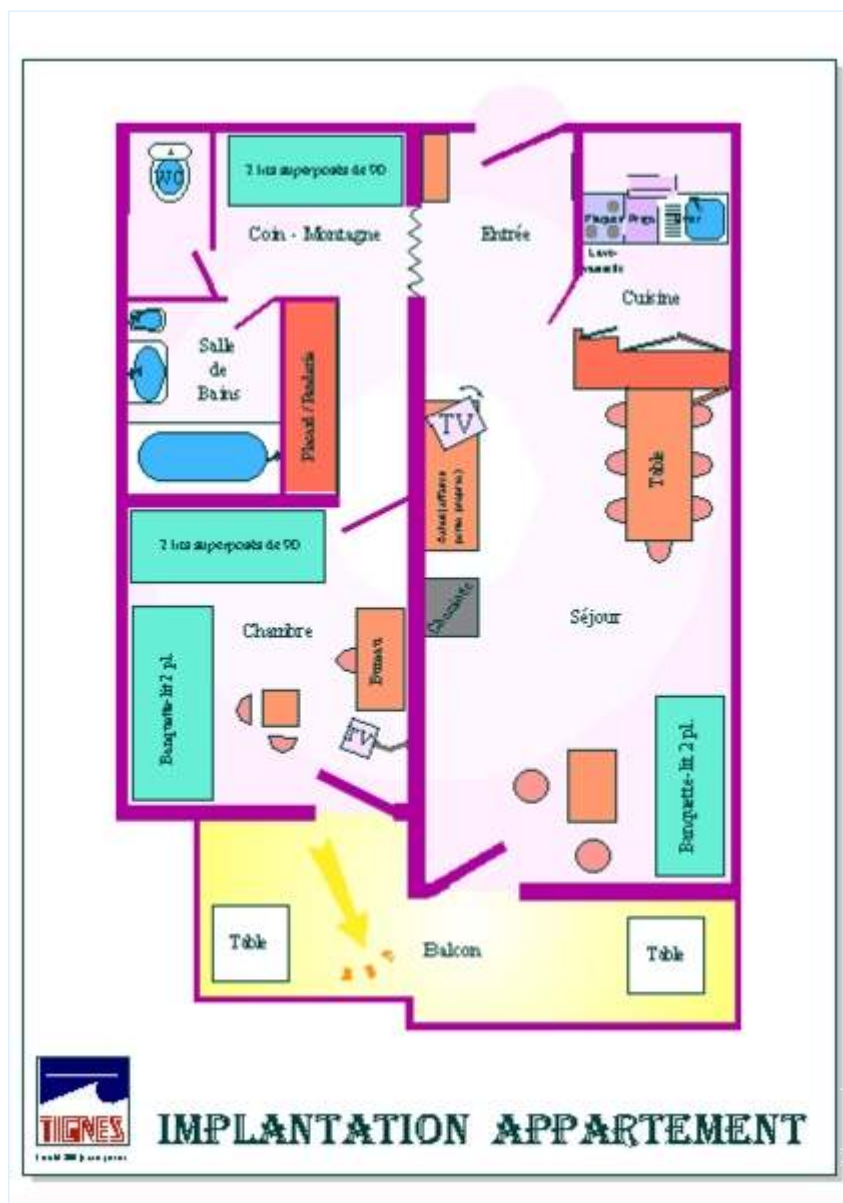 WC
2 lits superposés de 90
Coin - Montagne
Entrée
Plaques
Frigo
Evier
Lave-
vaisselle
Cuisine
Salle
de
Bains
Placard / Penderie
TV
Table
2 lits superposés de 90
Chambre
Bureau
Banquette-lit 2 pl.
TV
Séjour
Banquette-lit 2 pl.
Table
Balcon
Table
TIGNES
IMPLANTATION APPARTEMENT